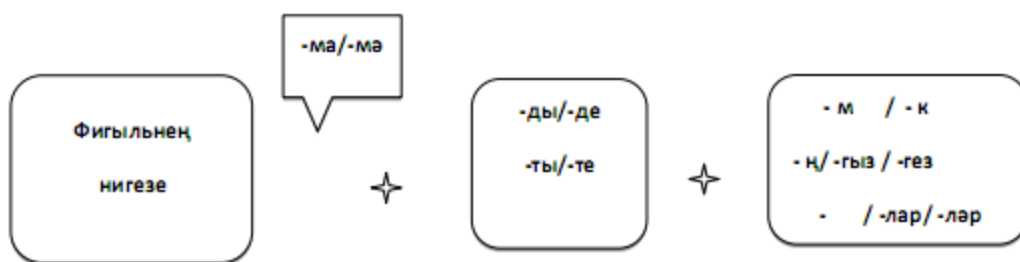 -ма/-мә
Фигыльнең
нигезе
-ды/-де
-ты/-те
- м / - к
- ң/ -гыз / -гез
- / -лар/ -ләр